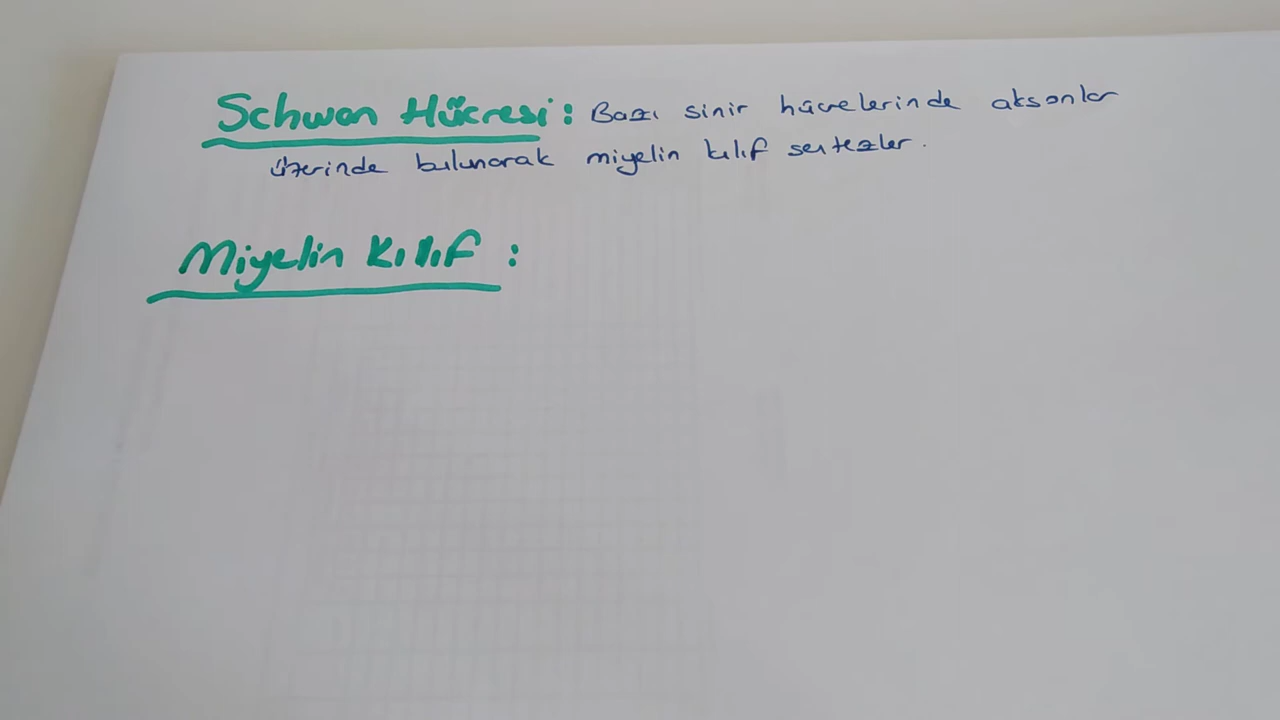 Schwan Hücresi: Bazı sinir hücrelerinde aksonlar
üzerinde bulunarak miyelin kılıf sentezler.
Miyelin Kılıf :